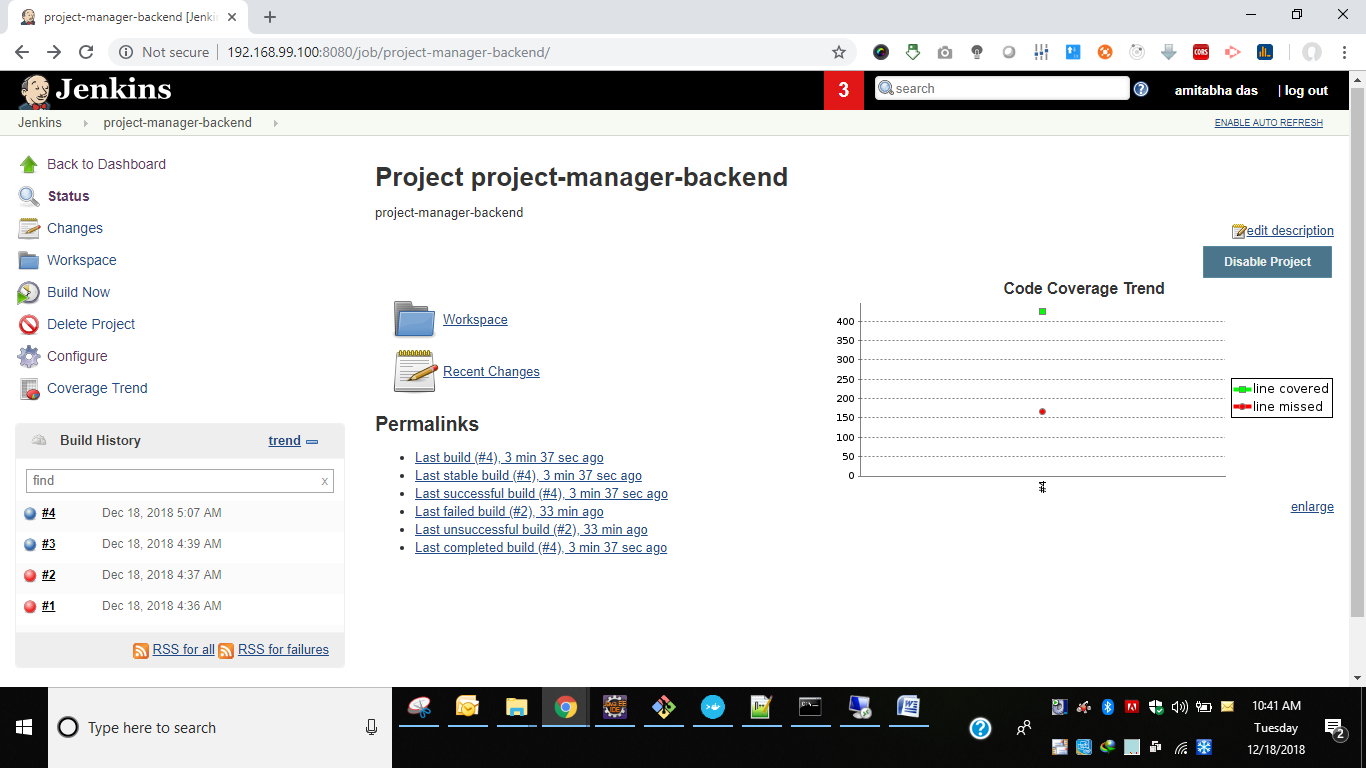 project-manager-backend [Jenki
Not secure
192.168.99.100:8080/job/project-manager-backend/
CORS
Jenkins
3
search
amitabha das
| log out
Jenkins
project-manager-backend
ENABLE AUTO REFRESH
Back to Dashboard
Status
Changes
Workspace
Build Now
Delete Project
Configure
Coverage Trend
Build History
trend
find
x
#4 Dec 18, 2018 5:07 AM
#3 Dec 18, 2018 4:39 AM
#2 Dec 18, 2018 4:37 AM
#1 Dec 18, 2018 4:36 AM
RSS for all RSS for failures
Project project-manager-backend
project-manager-backend
edit description
Disable Project
Workspace
Recent Changes
Permalinks
Last build (#4), 3 min 37 sec ago
Last stable build (#4), 3 min 37 sec ago
Last successful build (#4), 3 min 37 sec ago
Last failed build (#2), 33 min ago
Last unsuccessful build (#2), 33 min ago
Last completed build (#4), 3 min 37 sec ago
Code Coverage Trend
400
350
300
250
200
150
100
50
0
line covered
line missed
enlarge
Type here to search
10:41 AM
Tuesday
12/18/2018
2